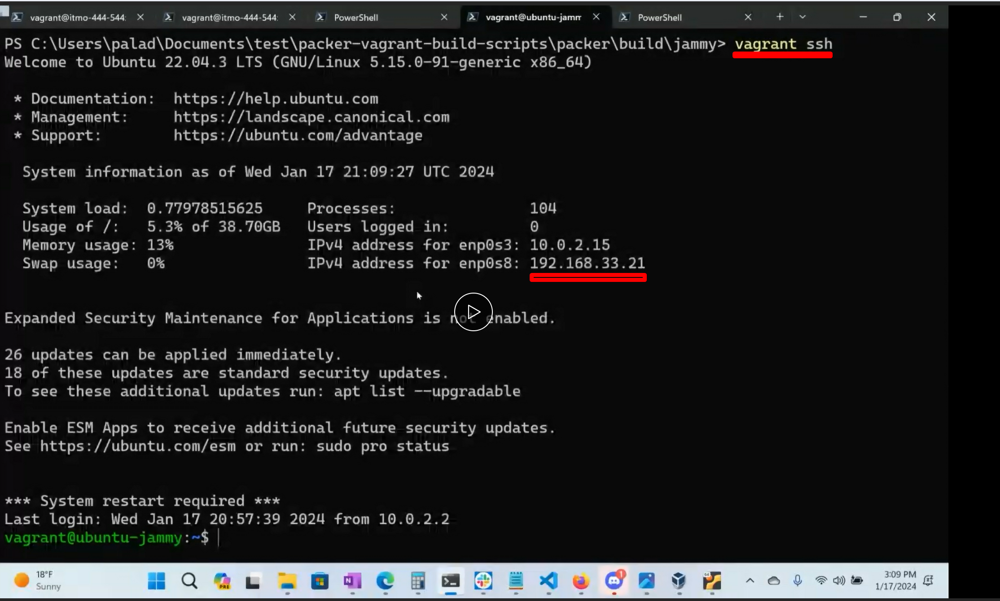 vagrant@itmo-444-544:
vagrant@itmo-444-544:
PowerShell
vagrant@ubuntu-jamm
PowerShell
PS C:\Users\palad\Documents\test\packer-vagrant-build-scripts\packer\build\jammy> vagrant ssh
Welcome to Ubuntu 22.04.3 LTS (GNU/Linux 5.15.0-91-generic x86_64)
* Documentation: https://help.ubuntu.com
* Management: https://landscape.canonical.com
* Support: https://ubuntu.com/advantage
System information as of Wed Jan 17 21:09:27 UTC 2024
System load: 0.77978515625 Processes: 104
Usage of /: 5.3% of 38.70GB Users logged in: 0
Memory usage: 13% IPv4 address for enp0s3: 10.0.2.15
Swap usage: 0% IPv4 address for enp0s8: 192.168.33.21
Expanded Security Maintenance for Applications is not enabled.
26 updates can be applied immediately.
18 of these updates are standard security updates.
To see these additional updates run: apt list --upgradable
Enable ESM Apps to receive additional future security updates.
See https://ubuntu.com/esm or run: sudo pro status
*** System restart required ***
Last login: Wed Jan 17 20:57:39 2024 from 10.0.2.2
vagrant@ubuntu-jammy:~$
18°F
Sunny
PRE
N
1
64
3:09 PM
1/17/2024